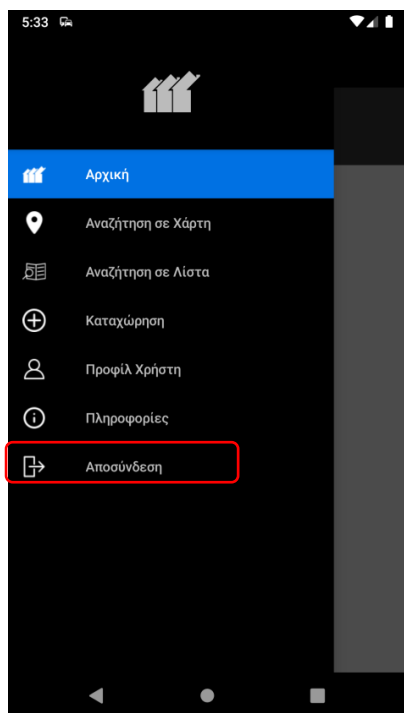 5:33
Αρχική
Αναζήτηση σε Χάρτη
Αναζήτηση σε Λίστα
Καταχώρηση
Προφίλ Χρήστη
Πληροφορίες
Αποσύνδεση